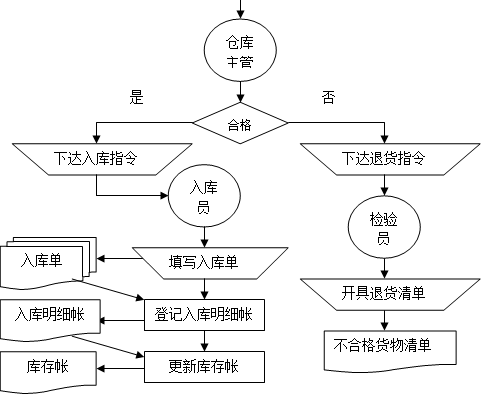 仓库
主管
是
否
合格
下达入库指令
下达退货指令
入库
员
检验
员
入库单
填写入库单
开具退货清单
入库明细帐
登记入库明细帐
不合格货物清单
库存帐
更新库存帐